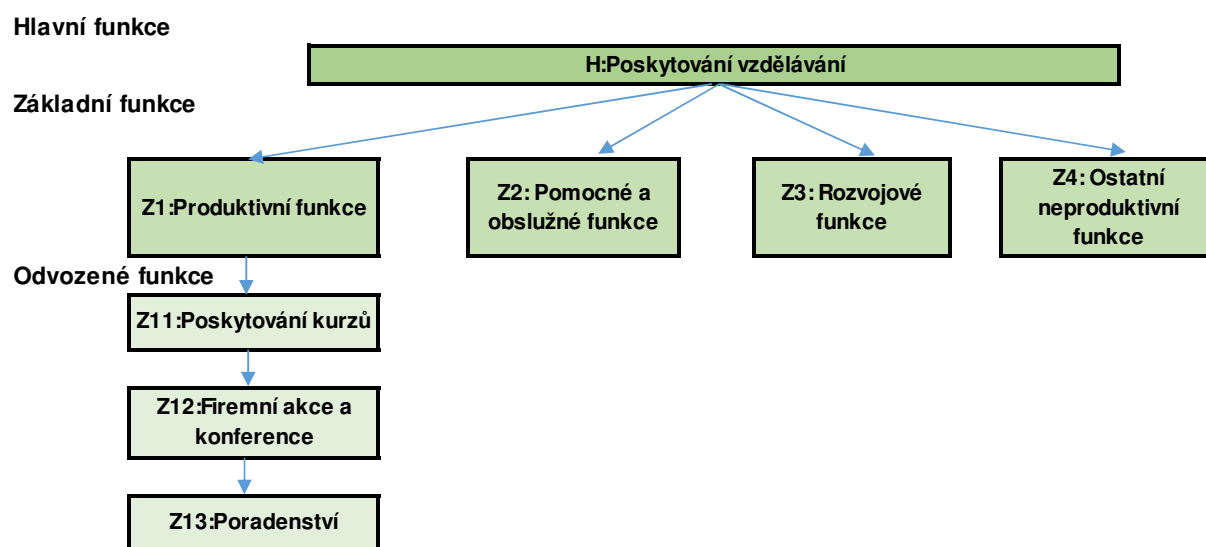 Hlavní funkce
H:Poskytování vzdělávání
Základní funkce
Z1:Produktivní funkce
Z2: Pomocné a
obslužné funkce
Z3: Rozvojové
funkce
Z4: Ostatní
neproduktivní
funkce
Odvozené funkce
Z11:Poskytování kurzů
Z12:Firemní akce a
konference
Z13:Poradenství